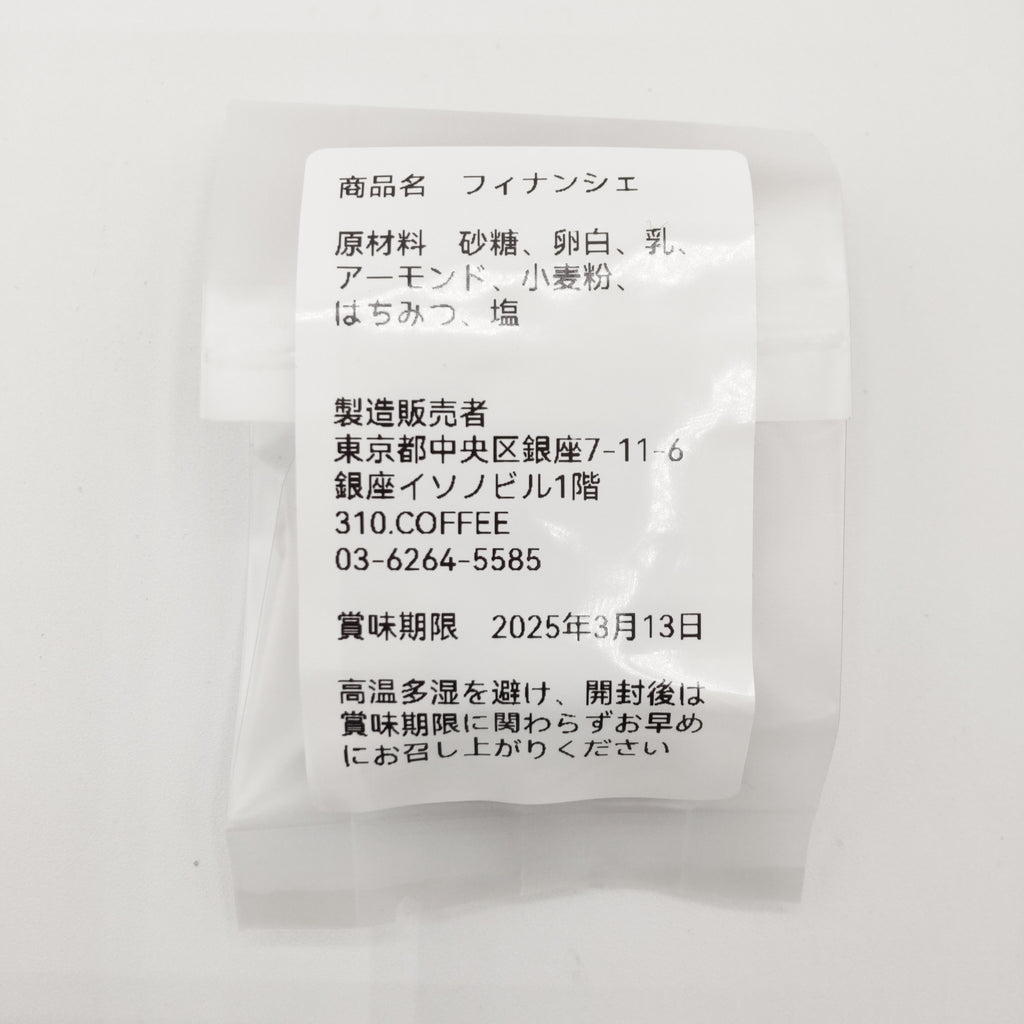 商品名　フィナンシェ
原材料　砂糖、卵白、乳、
アーモンド、小麦粉、
はちみつ、塩
製造販売者
東京都中央区銀座7-11-6
銀座イソノビル1階
310.COFFEE
03-6264-5585
賞味期限　2025年3月13日
高温多湿を避け、開封後は
賞味期限に関わらずお早め
にお召し上がりください